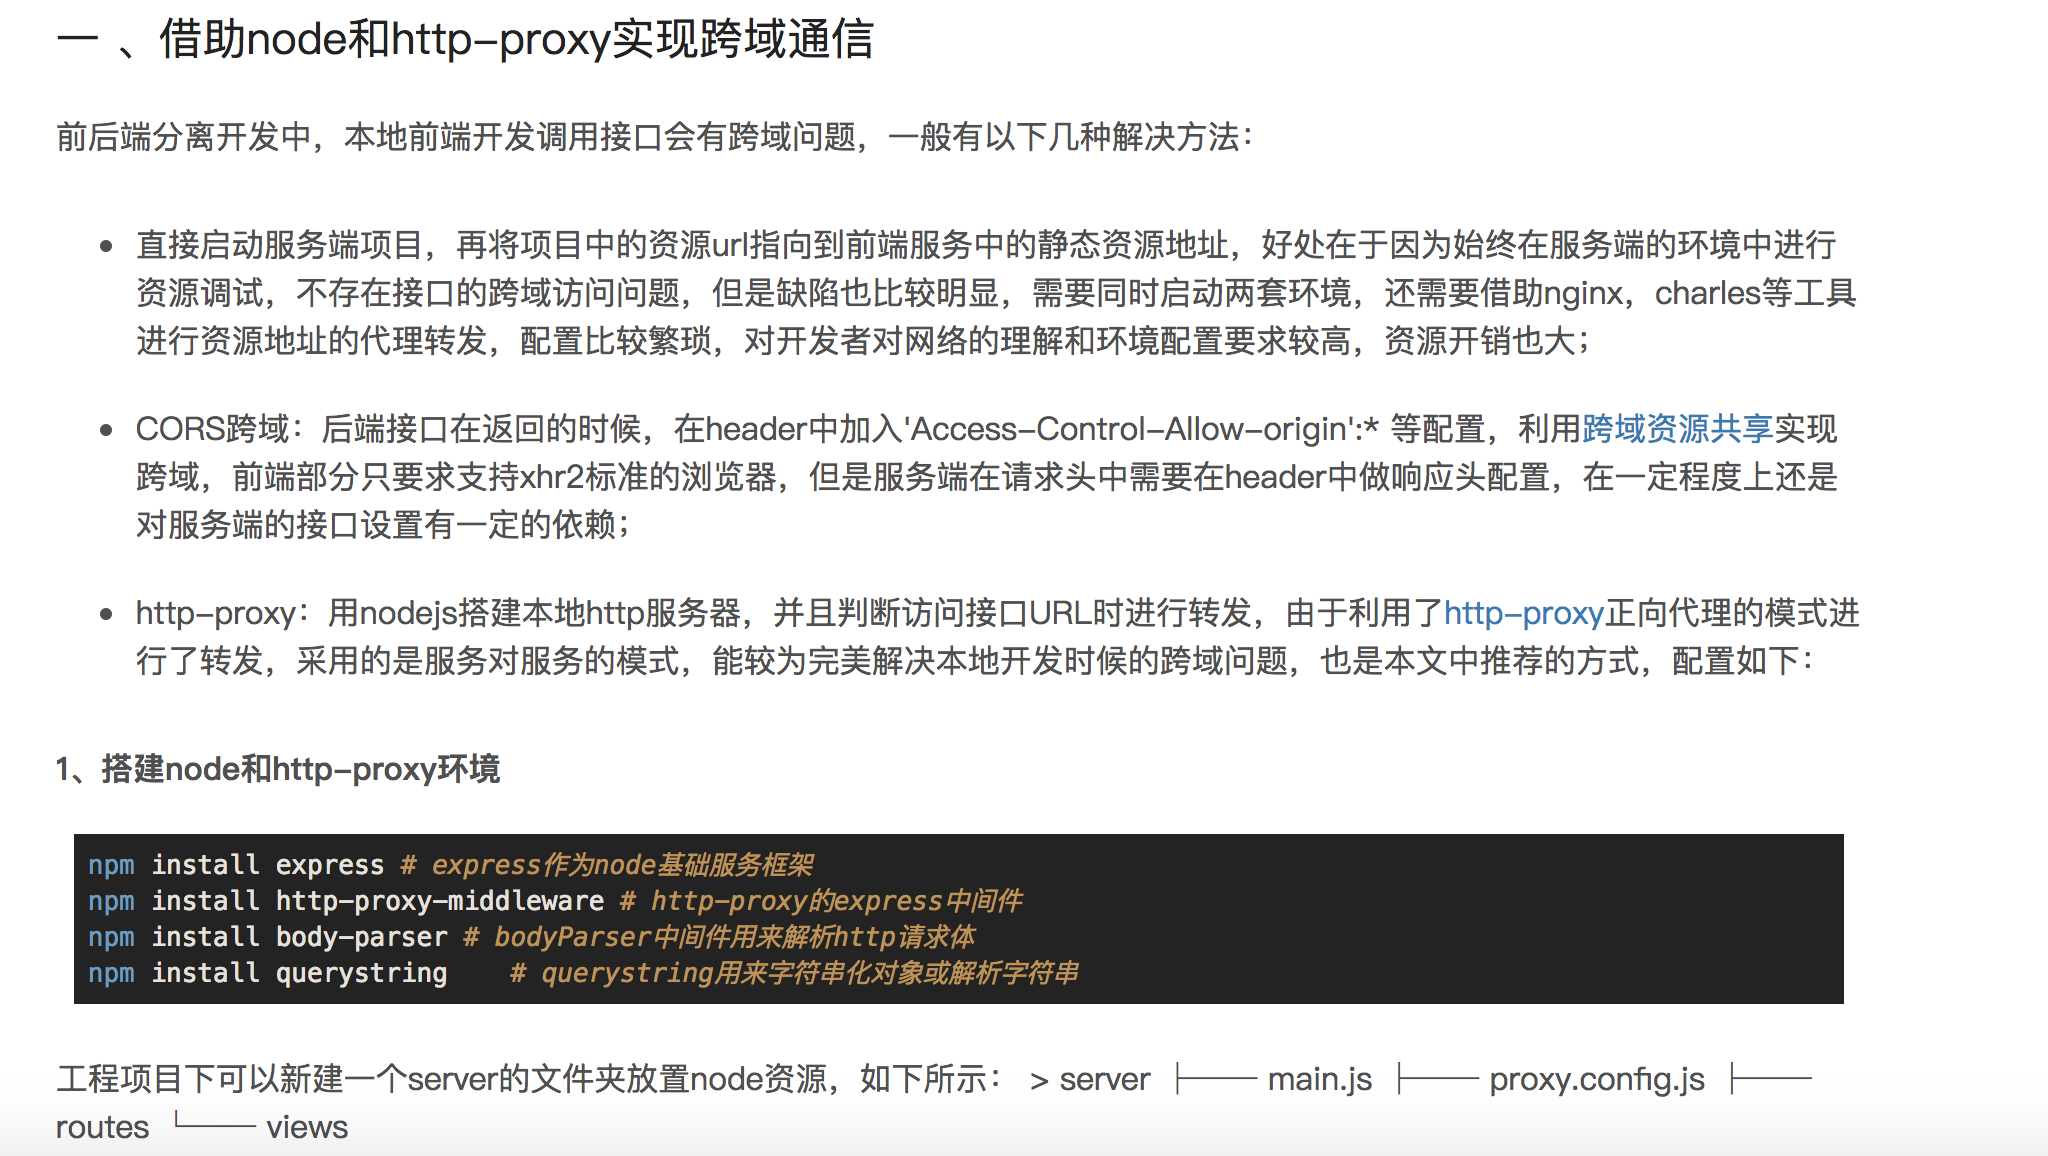 一 、借助node和http-proxy实现跨域通信
前后端分离开发中，本地前端开发调用接口会有跨域问题，一般有以下几种解决方法：
• 直接启动服务端项目，再将项目中的资源url指向到前端服务中的静态资源地址，好处在于因为始终在服务端的环境中进行
资源调试，不存在接口的跨域访问问题，但是缺陷也比较明显，需要同时启动两套环境，还需要借助nginx，charles等工具
进行资源地址的代理转发，配置比较繁琐，对开发者对网络的理解和环境配置要求较高，资源开销也大；
• CORS跨域：后端接口在返回的时候，在header中加入'Access-Control-Allow-origin':* 等配置，利用跨域资源共享实现
跨域，前端部分只要求支持xhr2标准的浏览器，但是服务端在请求头中需要在header中做响应头配置，在一定程度上还是
对服务端的接口设置有一定的依赖；
• http-proxy：用nodejs搭建本地http服务器，并且判断访问接口URL时进行转发，由于利用了http-proxy正向代理的模式进
行了转发，采用的是服务对服务的模式，能较为完美解决本地开发时候的跨域问题，也是本文中推荐的方式，配置如下：
1、搭建node和http-proxy环境
npm install express # express作为node基础服务框架
npm install http-proxy-middleware # http-proxy的express中间件
npm install body-parser # bodyParser中间件用来解析http请求体
npm install querystring    # querystring用来字符串化对象或解析字符串
工程项目下可以新建一个server的文件夹放置node资源，如下所示： > server ├── main.js ├── proxy.config.js ├──
routes └── views